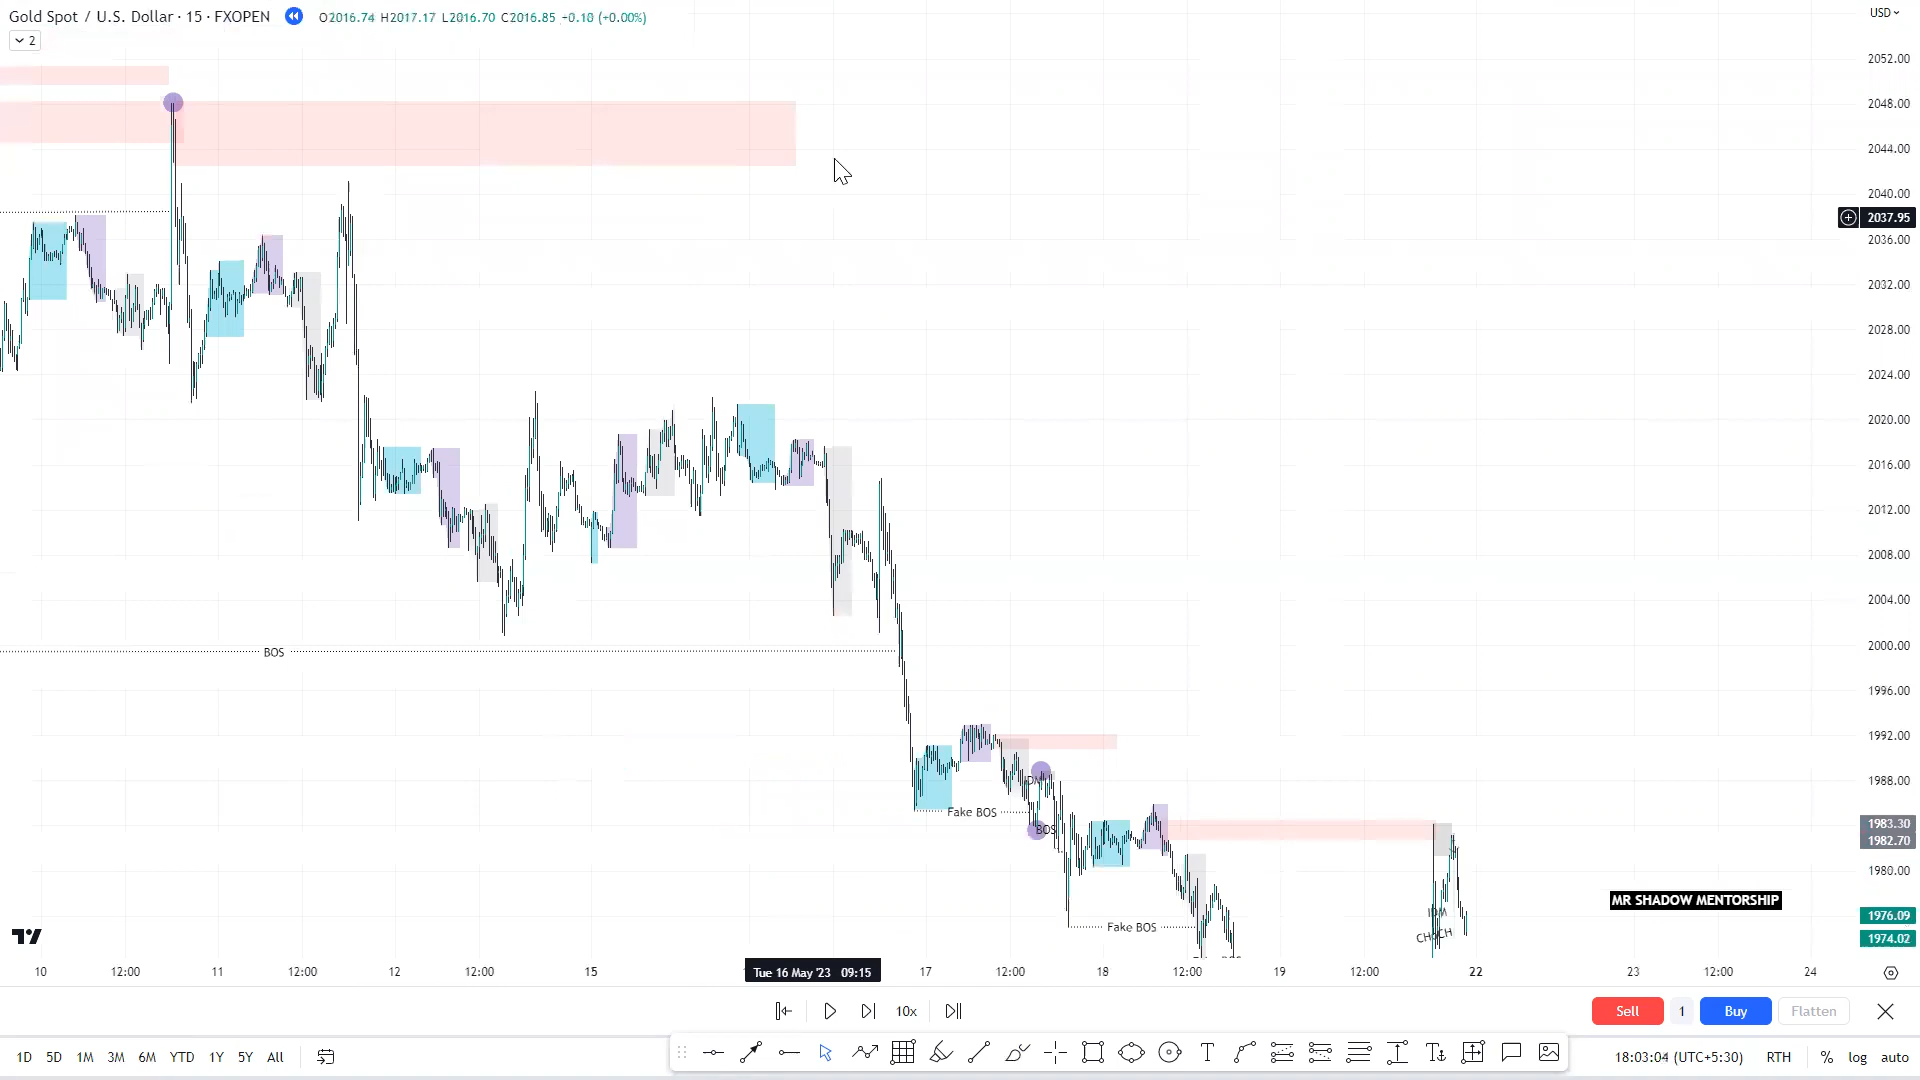 Gold Spot / U.S. Dollar · 15 · FXOPEN O2016.74 H2017.17 L2016.70 C2016.85 +0.10 (+0.00%)
USD
2
2052.00
2048.00
2044.00
2040.00
2037.95
2036.00
2032.00
2028.00
2024.00
2020.00
2016.00
2012.00
2008.00
2004.00
BOS
2000.00
1996.00
1992.00
IDM
1988.00
Fake BOS
BOS
1983.30
1982.70
1980.00
MR SHADOW MENTORSHIP
IDM
1976.09
Fake BOS
CHoCH
1974.02
10 12:00 11 12:00 12 12:00 15 Tue 16 May '23 09:15 17 12:00 18 12:00 19 12:00 22 23 12:00 24
10x
Sell 1 Buy Flatten
1D 5D 1M 3M 6M YTD 1Y 5Y All
18:03:04 (UTC+5:30) RTH % log auto